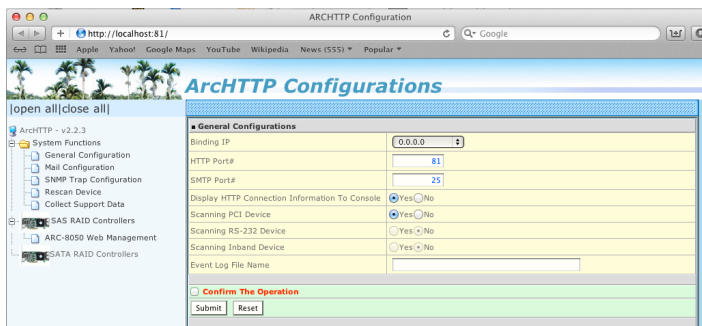 ARCHTTP Configuration
http://localhost:81/
Google
Apple Yahoo! Google Maps YouTube Wikipedia News (555) Popular
ArcHTTP Configurations
|open all|close all|
ArcHTTP - v2.2.3
System Functions
General Configuration
Mail Configuration
SNMP Trap Configuration
Rescan Device
Collect Support Data
SAS RAID Controllers
ARC-8050 Web Management
SATA RAID Controllers
General Configurations
Binding IP 0.0.0.0
HTTP Port# 81
SMTP Port# 25
Display HTTP Connection Information To Console Yes No
Scanning PCI Device Yes No
Scanning RS-232 Device Yes No
Scanning Inband Device Yes No
Event Log File Name
Confirm The Operation
Submit Reset